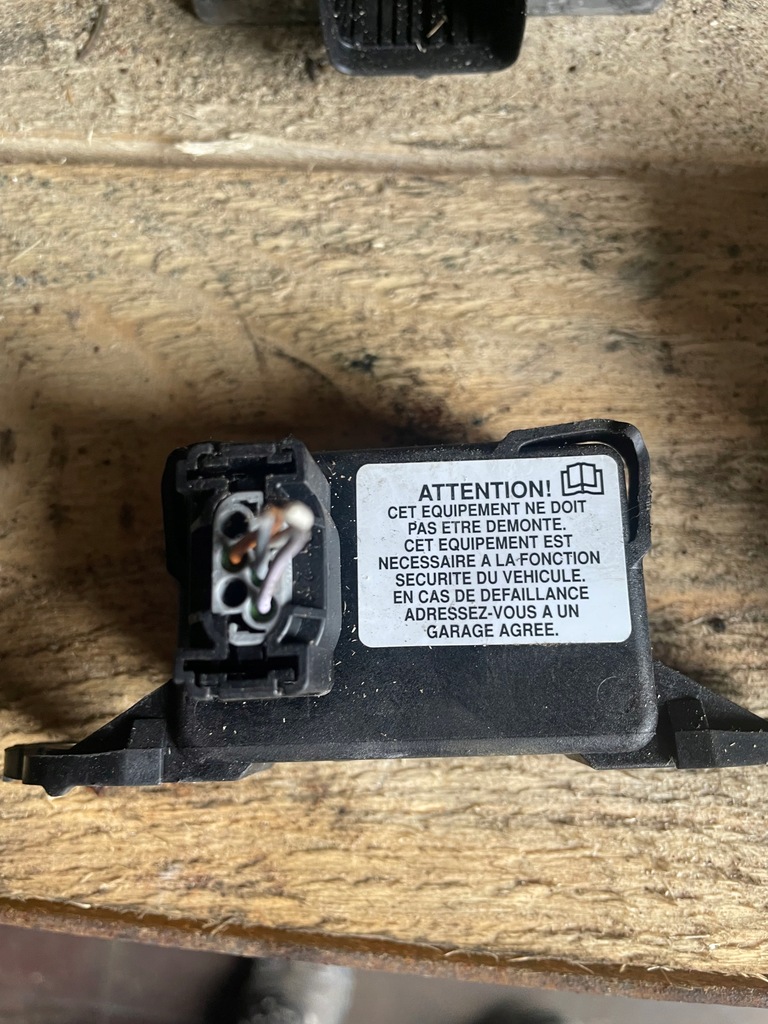 ATTENTION!
CET EQUIPEMENT NE DOIT
PAS ETRE DEMONTE.
CET EQUIPEMENT EST
NECESSAIRE A LA FONCTION
SECURITE DU VEHICULE.
EN CAS DE DEFAILLANCE
ADRESSEZ-VOUS A UN
GARAGE AGREE.